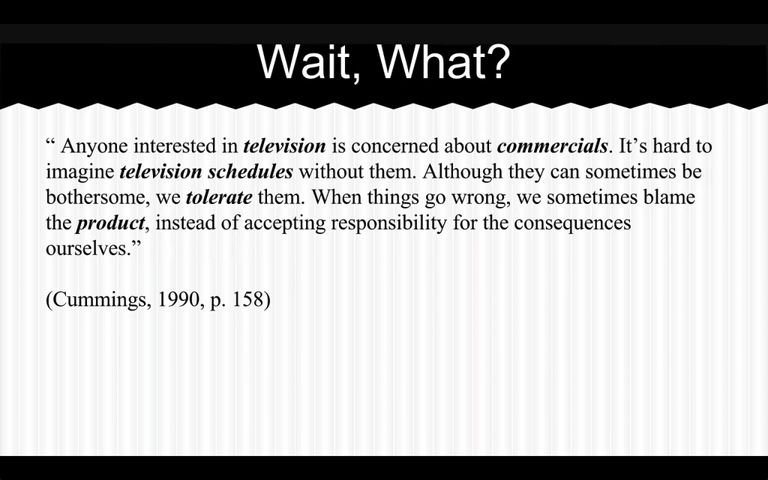 Wait, What?
“ Anyone interested in television is concerned about commercials. It’s hard to
imagine television schedules without them. Although they can sometimes be
bothersome, we tolerate them. When things go wrong, we sometimes blame
the product, instead of accepting responsibility for the consequences
ourselves.”
(Cummings, 1990, p. 158)